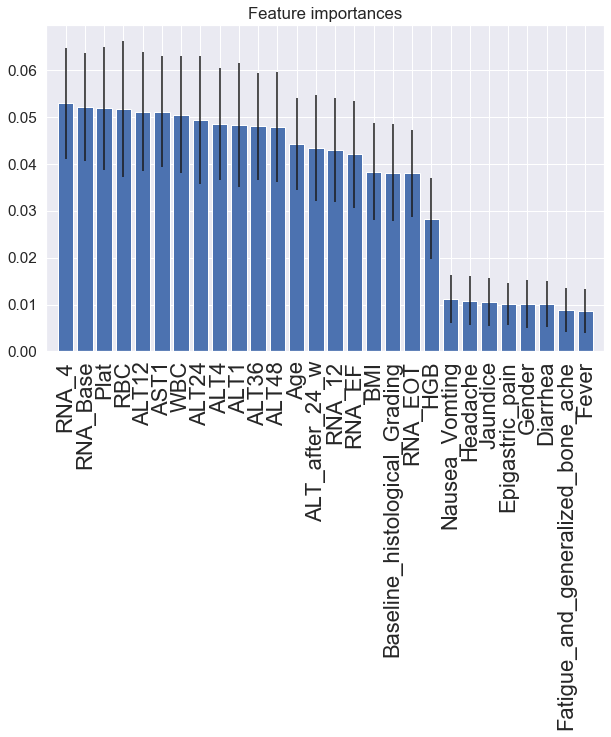 Feature importances
0.06
0.05
0.04
0.03
0.02
0.01
0.00
RNA_4
RNA_Base
Plat
RBC
ALT12
AST1
WBC
ALT24
ALT4
ALT1
ALT36
ALT48
Age
ALT_after_24_w
RNA_12
RNA_EF
BMI
Baseline_histological_Grading
RNA_EOT
HGB
Nausea_Vomting
Headache
Jaundice
Epigastric_pain
Gender
Diarrhea
Fatigue_and_generalized_bone_ache
Fever